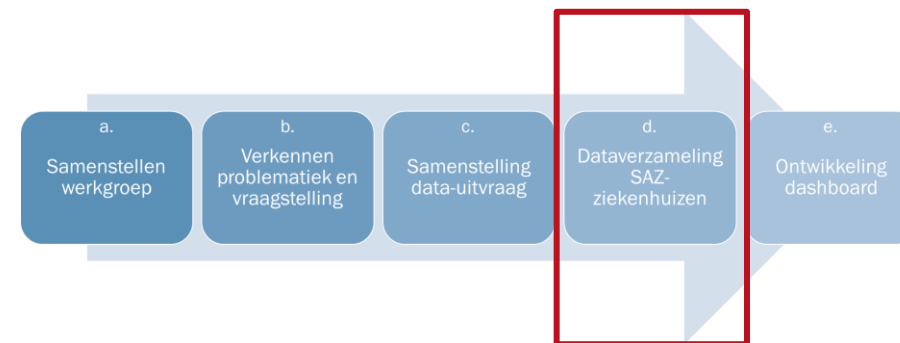 a.
Samenstellen
werkgroep
b.
Verkennen
problematiek en
vraagstelling
c.
Samenstelling
data-uitvraag
d.
Dataverzameling
SAZ-
ziekenhuizen
e.
Ontwikkeling
dashboard